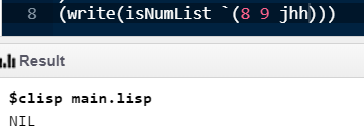 8 (write(isNumList `(8 9 jhh)))
Result
$clisp main.lisp
NIL